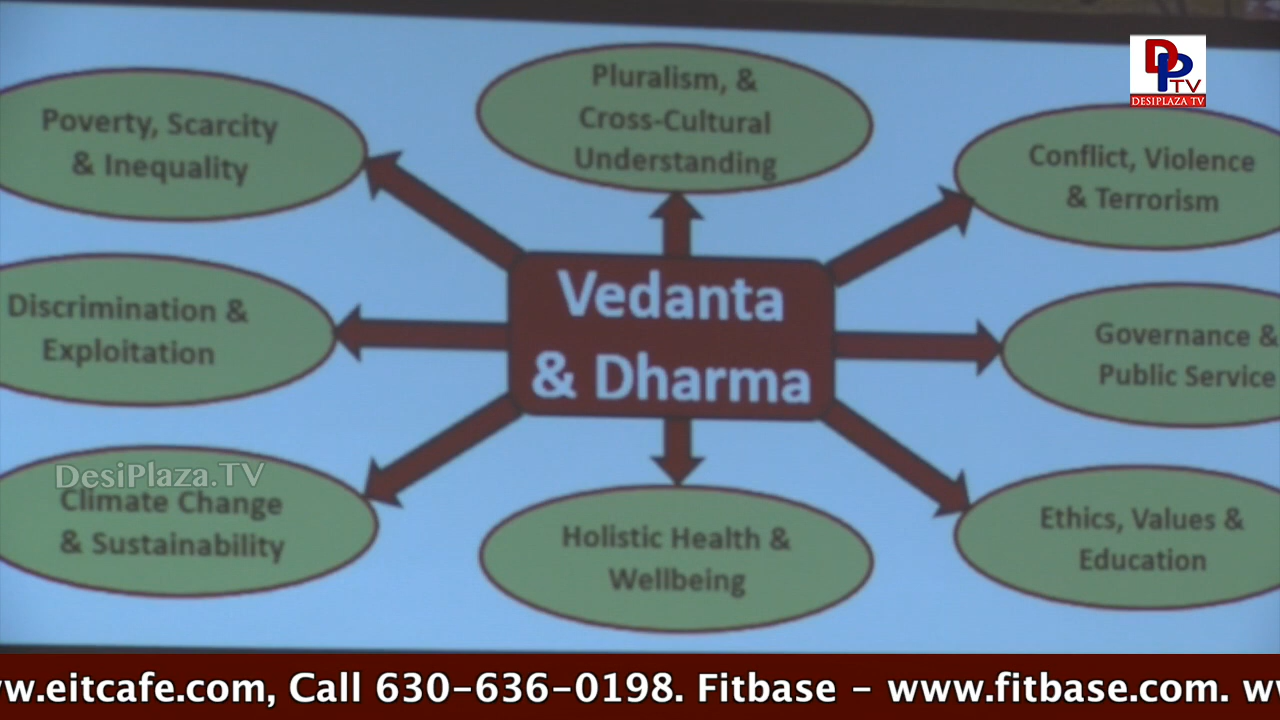 DP
TV
DESIPLAZA TV
Pluralism, &
Cross-Cultural
Understanding
Poverty, Scarcity
& Inequality
Conflict, Violence
& Terrorism
Discrimination &
Exploitation
Vedanta
& Dharma
Governance &
Public Service
DesiPlaza.TV
Climate Change
& Sustainability
Holistic Health &
Wellbeing
Ethics, Values &
Education
w.eitcafe.com, Call 630-636-0198. Fitbase - www.fitbase.com. w